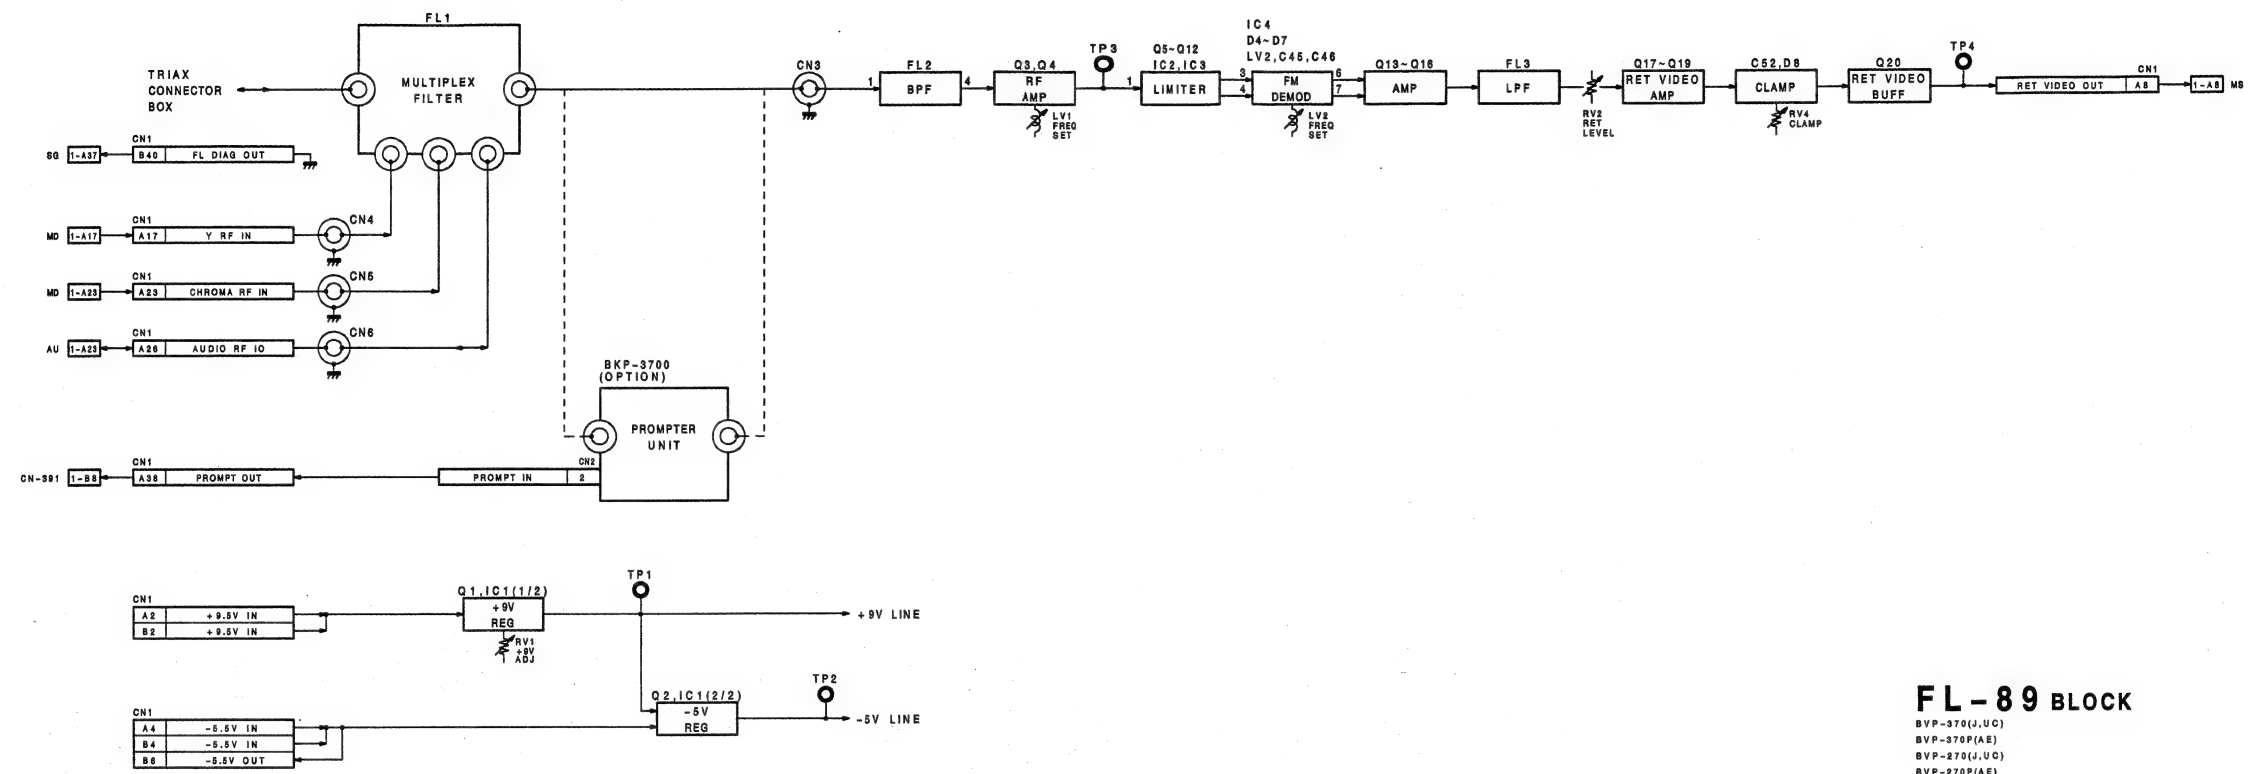 FL1
MULTIPLEX
FILTER
TRIAX
CONNECTOR
BOX
CN1
SG 1-A37 B40 FL DIAG OUT
CN1
MD 1-A17 A17 Y RF IN
CN4
CN1
MD 1-A23 A23 CHROMA RF IN
CN5
CN1
AU 1-A23 A26 AUDIO RF IO
CN6
BKP-3700
(OPTION)
PROMPTER
UNIT
CN1
CN-391 1-B8 A38 PROMPT OUT
CN2
PROMPT IN 2
CN3
FL2
1 BPF 4
Q3,Q4
RF
AMP
LV1
FREQ
SET
TP3
Q5~Q12
IC2,IC3
1 LIMITER 3
4
IC4
D4~D7
LV2,C45,C46
FM
DEMOD
6
7
LV2
FREQ
SET
Q13~Q16
AMP
FL3
LPF
RV2
RET
LEVEL
Q17~Q19
RET VIDEO
AMP
C52,D8
CLAMP
RV4
CLAMP
Q20
RET VIDEO
BUFF
TP4
CN1
RET VIDEO OUT A8 1-A8 MS
CN1
A2 +9.5V IN
B2 +9.5V IN
Q1,IC1(1/2)
+9V
REG
RV1
+9V
ADJ
TP1
+9V LINE
CN1
A4 -5.5V IN
B4 -5.5V IN
B6 -5.5V OUT
Q2,IC1(2/2)
-5V
REG
TP2
-5V LINE
FL-89 BLOCK
BVP-370(J,UC)
BVP-370P(AE)
BVP-270(J,UC)
BVP-270P(AE)